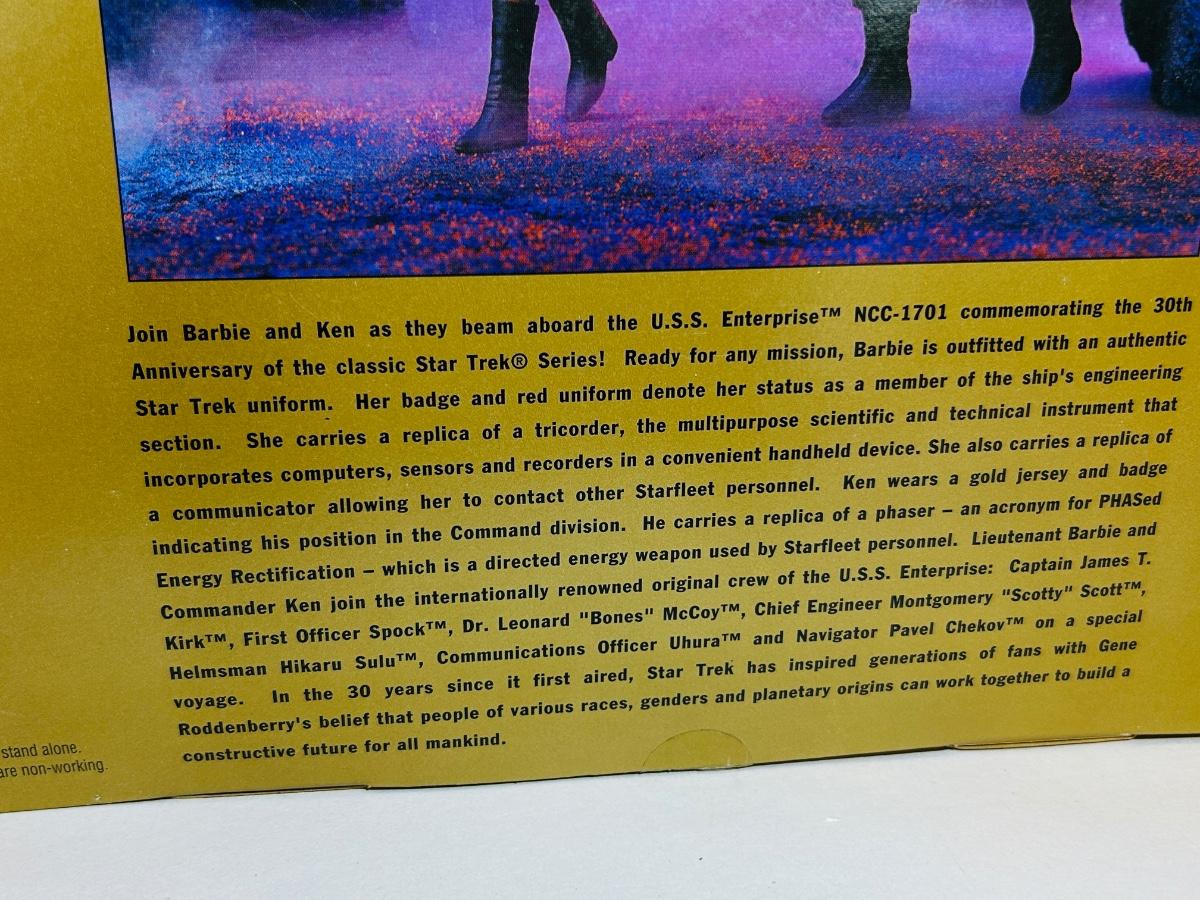 Join Barbie and Ken as they beam aboard the U.S.S. Enterprise™ NCC-1701 commemorating the 30th
Anniversary of the classic Star Trek® Series! Ready for any mission, Barbie is outfitted with an authentic
Star Trek uniform. Her badge and red uniform denote her status as a member of the ship's engineering
section. She carries a replica of a tricorder, the multipurpose scientific and technical instrument that
incorporates computers, sensors and recorders in a convenient handheld device. She also carries a replica of
a communicator allowing her to contact other Starfleet personnel. Ken wears a gold jersey and badge
indicating his position in the Command division. He carries a replica of a phaser – an acronym for PHASed
Energy Rectification – which is a directed energy weapon used by Starfleet personnel. Lieutenant Barbie and
Commander Ken join the internationally renowned original crew of the U.S.S. Enterprise: Captain James T.
Kirk™, First Officer Spock™, Dr. Leonard "Bones" McCoy™, Chief Engineer Montgomery "Scotty" Scott™,
Helmsman Hikaru Sulu™, Communications Officer Uhura™ and Navigator Pavel Chekov™ on a special
voyage. In the 30 years since it first aired, Star Trek has inspired generations of fans with Gene
Roddenberry's belief that people of various races, genders and planetary origins can work together to build a
constructive future for all mankind.
stand alone.
are non-working.